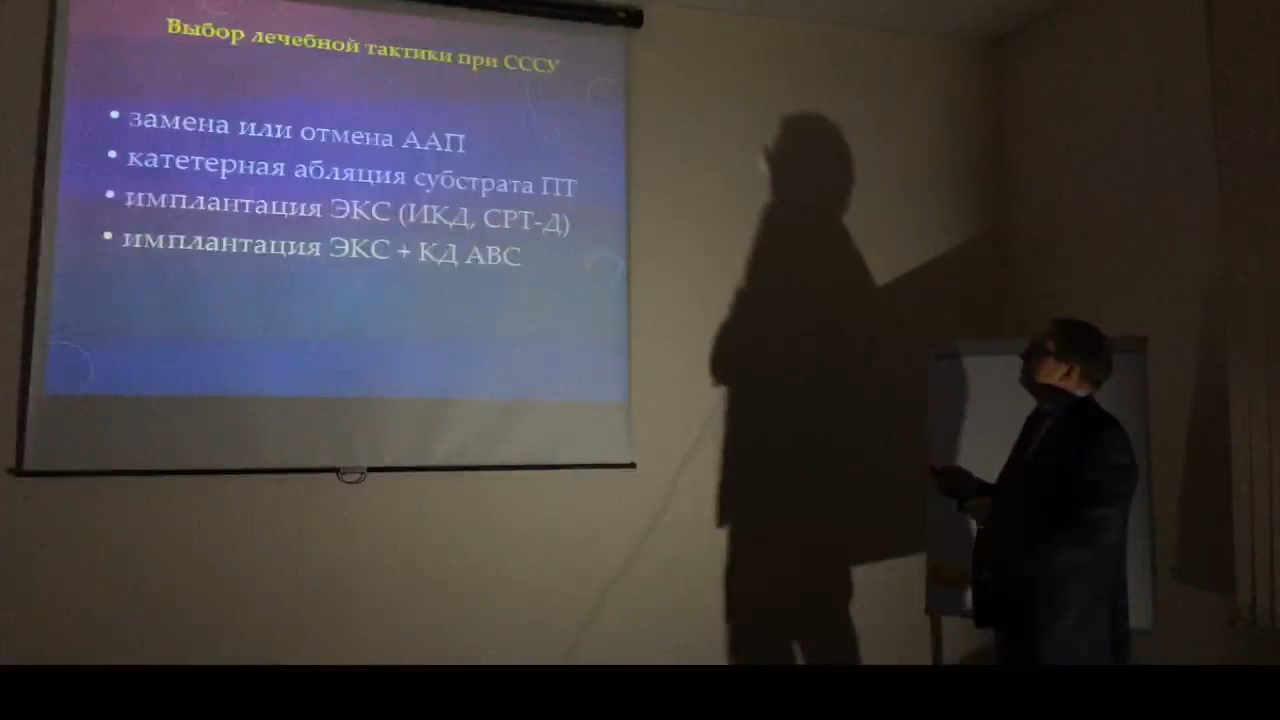 Выбор лечебной тактики при СССУ
• замена или отмена ААП
• катетерная абляция субстрата ПТ
• имплантация ЭКС (ИКД, СРТ-Д)
• имплантация ЭКС + КД АВС